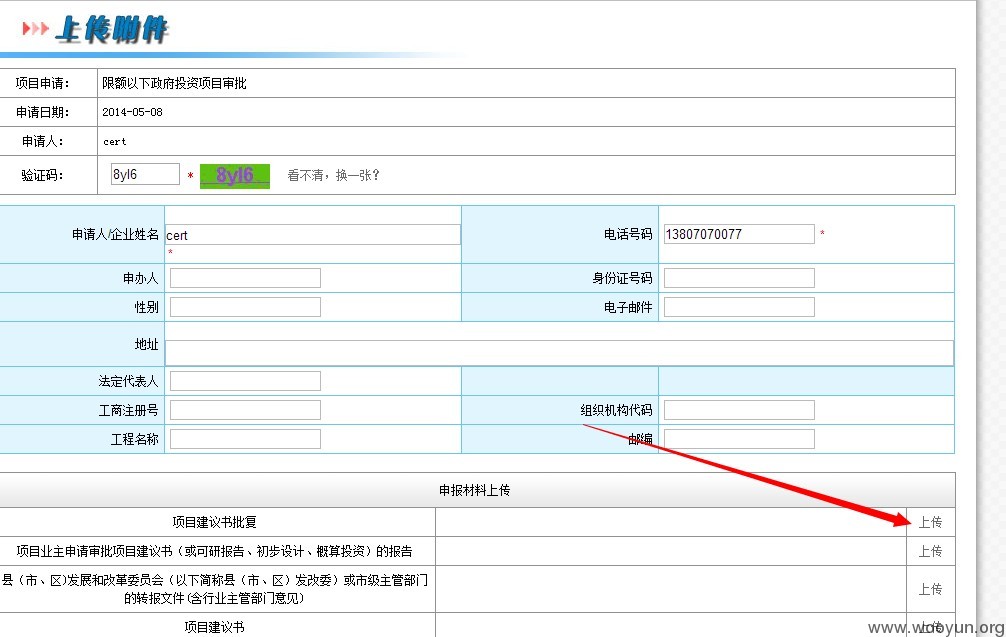 上传附件
项目申请： 限额以下政府投资项目审批
申请日期： 2014-05-08
申请人： cert
验证码： 8yl6 * 8yl6 看不清，换一张？
申请人/企业姓名 cert * 电话号码 13807070077 *
申办人 身份证号码
性别 电子邮件
地址
法定代表人
工商注册号 组织机构代码
工程名称 邮编
申报材料上传
项目建议书批复 上传
项目业主申请审批项目建议书（或可研报告、初步设计、概算投资）的报告 上传
县（市、区)发展和改革委员会（以下简称县（市、区）发改委）或市级主管部门
的转报文件(含行业主管部门意见） 上传
项目建议书 上传
www.wooyun.org